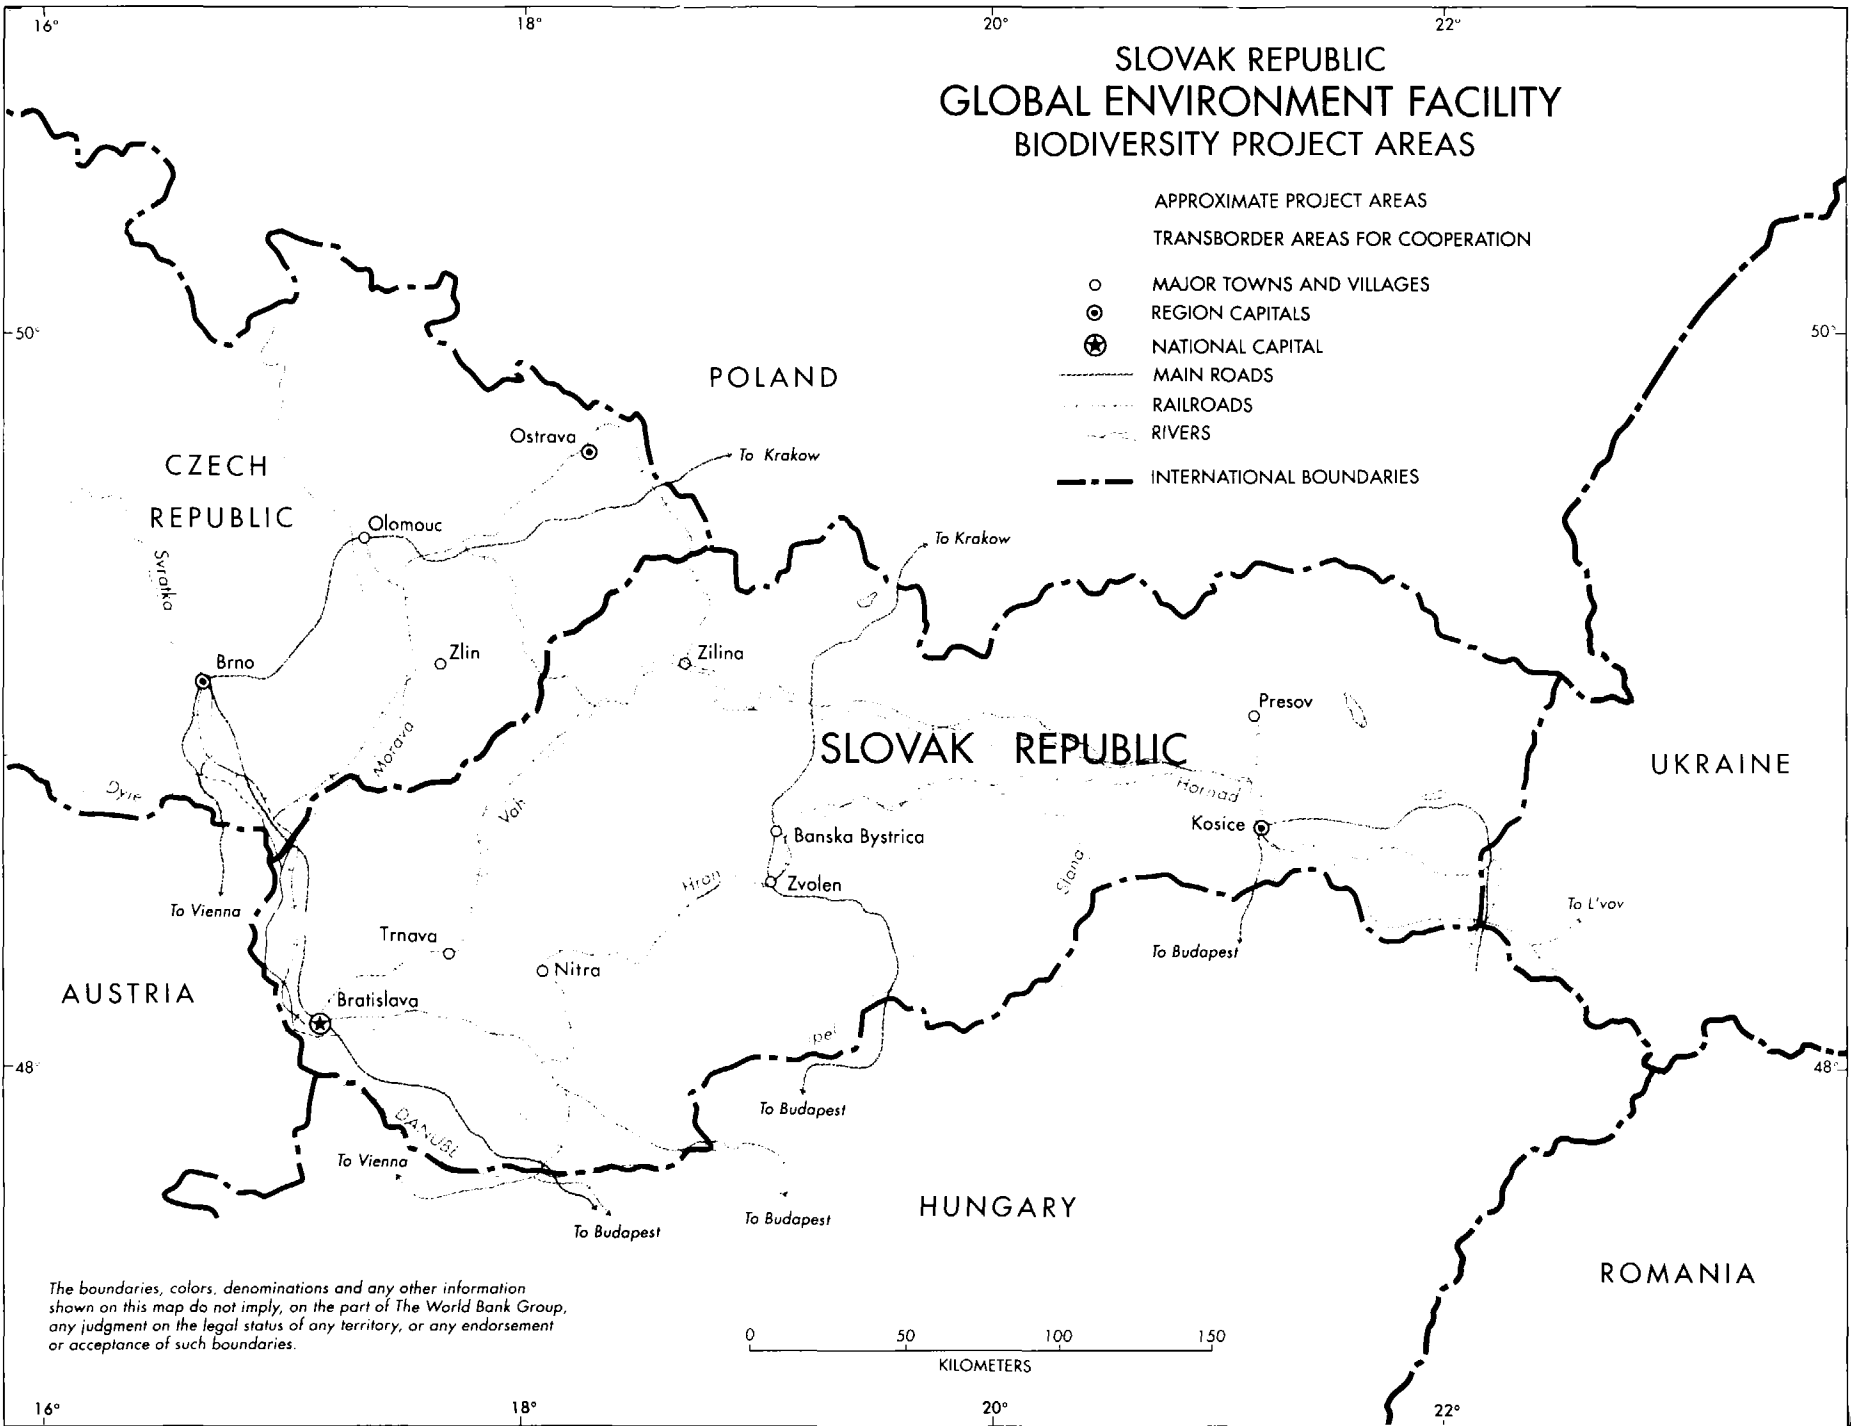 16° 18° 20° 22°
SLOVAK REPUBLIC
GLOBAL ENVIRONMENT FACILITY
BIODIVERSITY PROJECT AREAS
APPROXIMATE PROJECT AREAS
TRANSBORDER AREAS FOR COOPERATION
MAJOR TOWNS AND VILLAGES
REGION CAPITALS
NATIONAL CAPITAL
MAIN ROADS
RAILROADS
RIVERS
INTERNATIONAL BOUNDARIES
50° 50°
POLAND
Ostrava
To Krakow
CZECH
REPUBLIC
Olomouc
To Krakow
Svratka
Brno
Zlin
Zilina
Presov
Morava
SLOVAK REPUBLIC
UKRAINE
Dyje
Vah
Hornad
Kosice
Banska Bystrica
Slana
Hron
Zvolen
To Vienna
To L'vov
Trnava
To Budapest
Nitra
AUSTRIA
Bratislava
pel
48° 48°
To Budapest
DANUBE
To Vienna
To Budapest
To Budapest
HUNGARY
ROMANIA
The boundaries, colors, denominations and any other information
shown on this map do not imply, on the part of The World Bank Group,
any judgment on the legal status of any territory, or any endorsement
or acceptance of such boundaries.
0 50 100 150
KILOMETERS
16° 18° 20° 22°